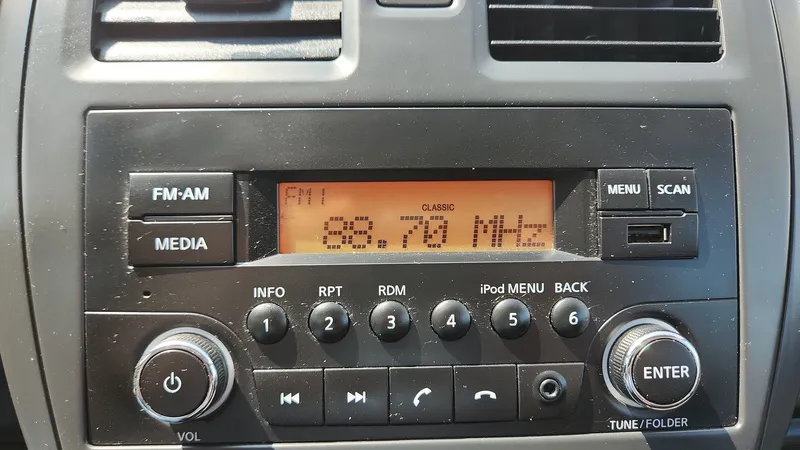 FM·AM
MEDIA
FM1
CLASSIC
88.70 MHz
MENU
SCAN
INFO
RPT
RDM
iPod MENU
BACK
1
2
3
4
5
6
ENTER
VOL
TUNE/FOLDER